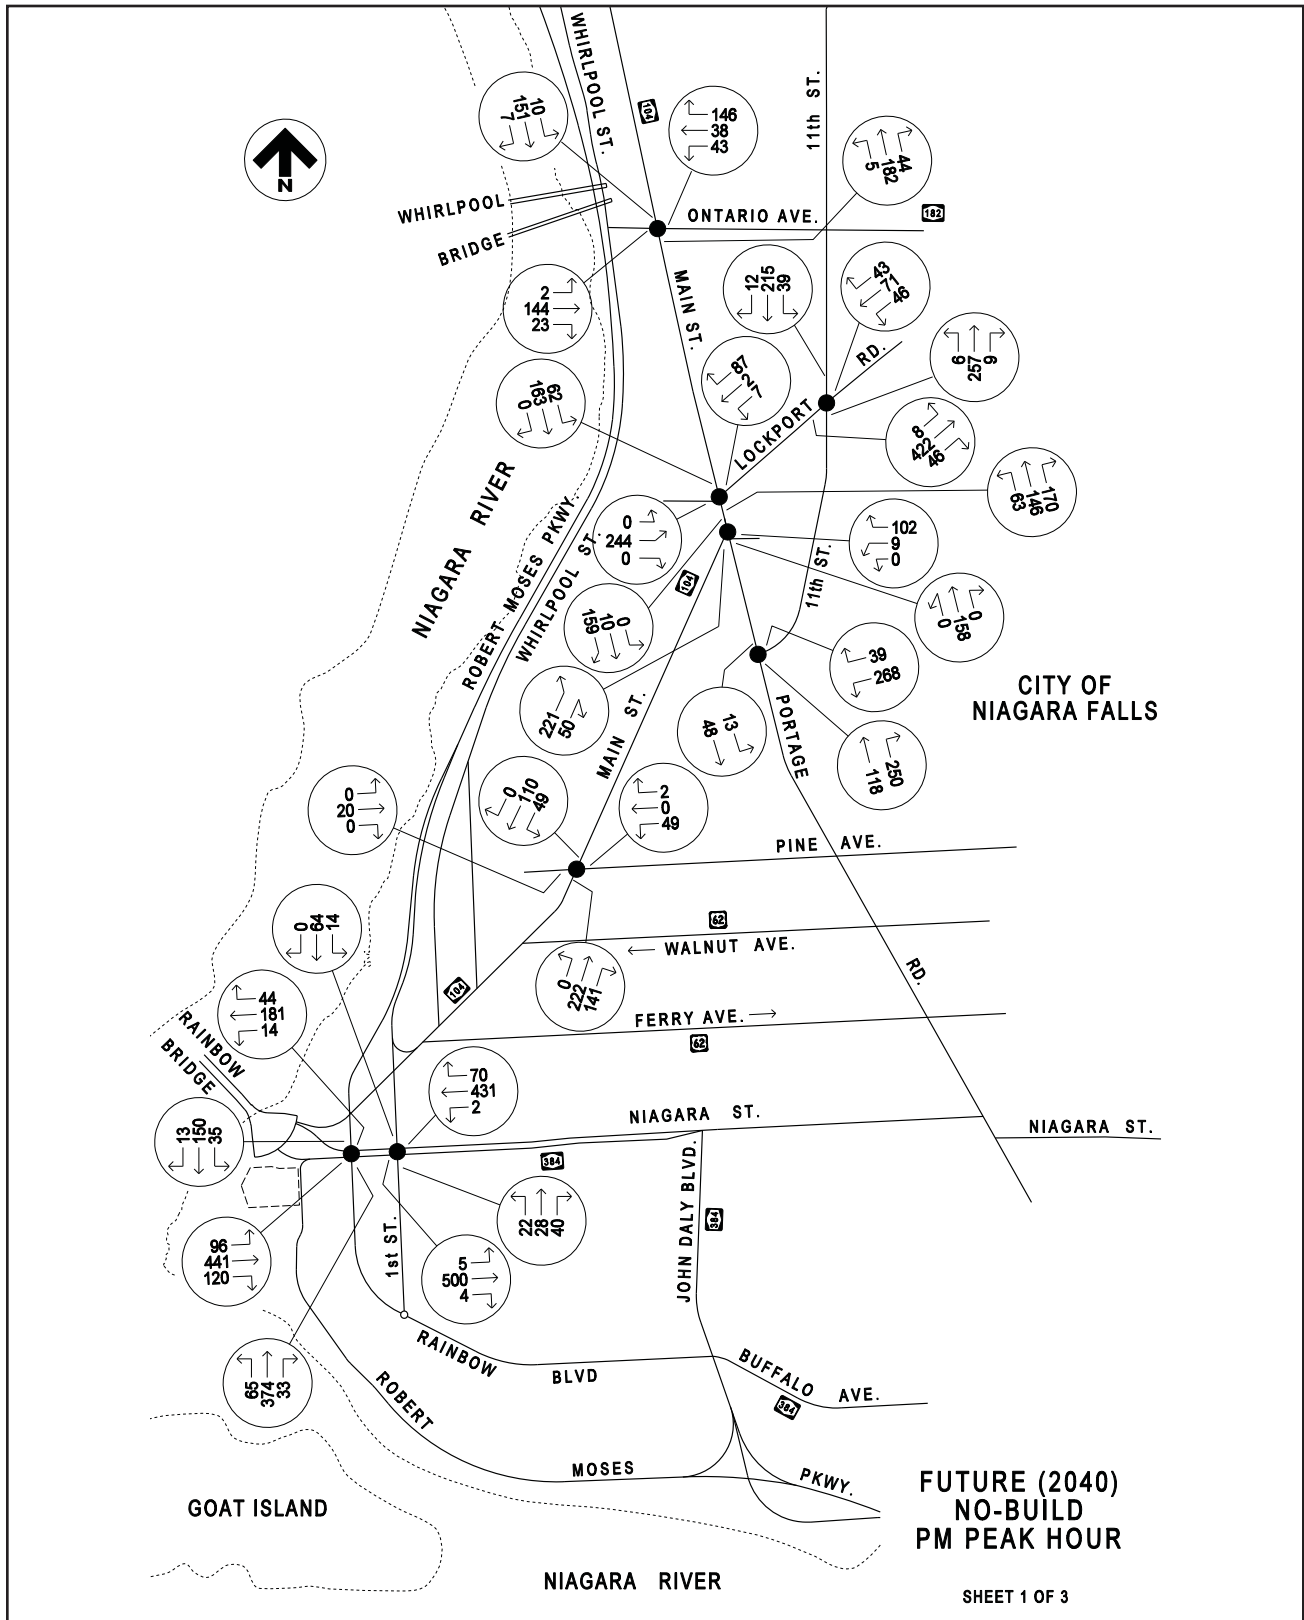 WHIRLPOOL ST.
104
11th ST.
7
151
10
146
38
43
5
182
44
N
WHIRLPOOL
BRIDGE
ONTARIO AVE.
182
2
144
23
MAIN ST.
12
215
39
43
71
46
RD.
6
257
9
0
163
62
87
2
7
LOCKPORT
8
422
46
63
146
170
NIAGARA RIVER
ROBERT MOSES PKWY.
WHIRLPOOL ST.
0
244
0
104
102
9
0
11th ST.
159
10
0
0
158
0
221
50
MAIN ST.
48
13
39
268
PORTAGE
118
250
CITY OF
NIAGARA FALLS
0
20
0
0
110
49
2
0
49
PINE AVE.
0
64
14
62
WALNUT AVE.
RD.
104
0
222
141
44
181
14
FERRY AVE.
62
RAINBOW
BRIDGE
70
431
2
NIAGARA ST.
NIAGARA ST.
13
150
35
384
22
28
40
JOHN DALY BLVD.
384
96
441
120
1st ST.
5
500
4
65
374
33
RAINBOW
BLVD
BUFFALO AVE.
384
ROBERT
MOSES
PKWY.
GOAT ISLAND
FUTURE (2040)
NO-BUILD
PM PEAK HOUR
NIAGARA RIVER
SHEET 1 OF 3